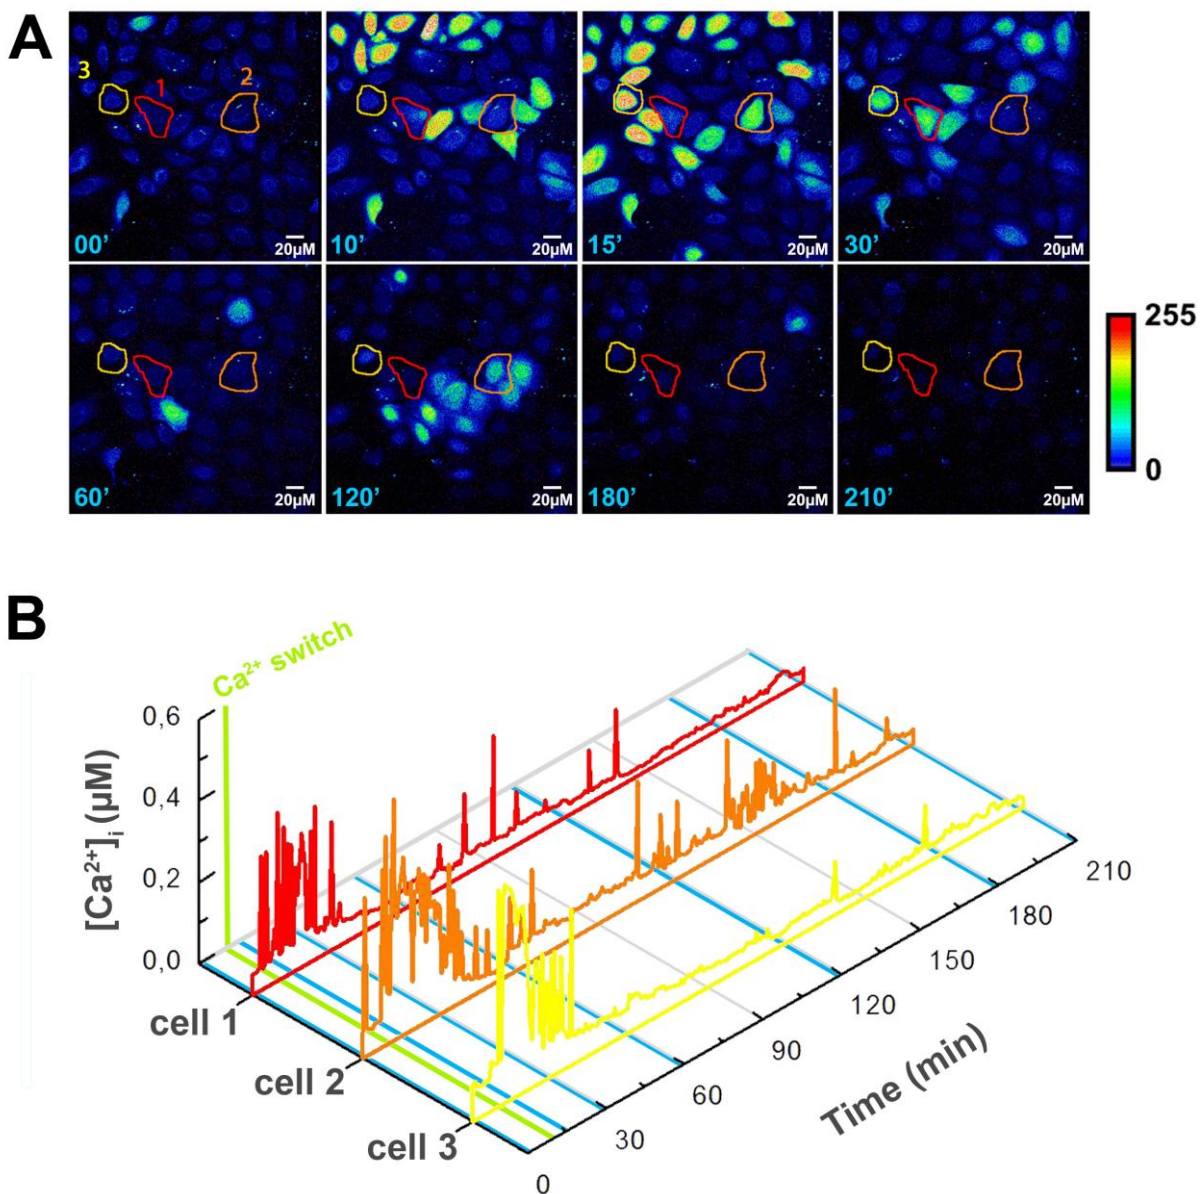 A
3
1
2
00’
20µM
10’
20µM
15’
20µM
30’
20µM
60’
20µM
120’
20µM
180’
20µM
210’
20µM
255
0
B
Ca²⁺ switch
[Ca²⁺]ᵢ (µM)
0,6
0,4
0,2
0,0
cell 1
cell 2
cell 3
0
30
60
90
120
150
180
210
Time (min)